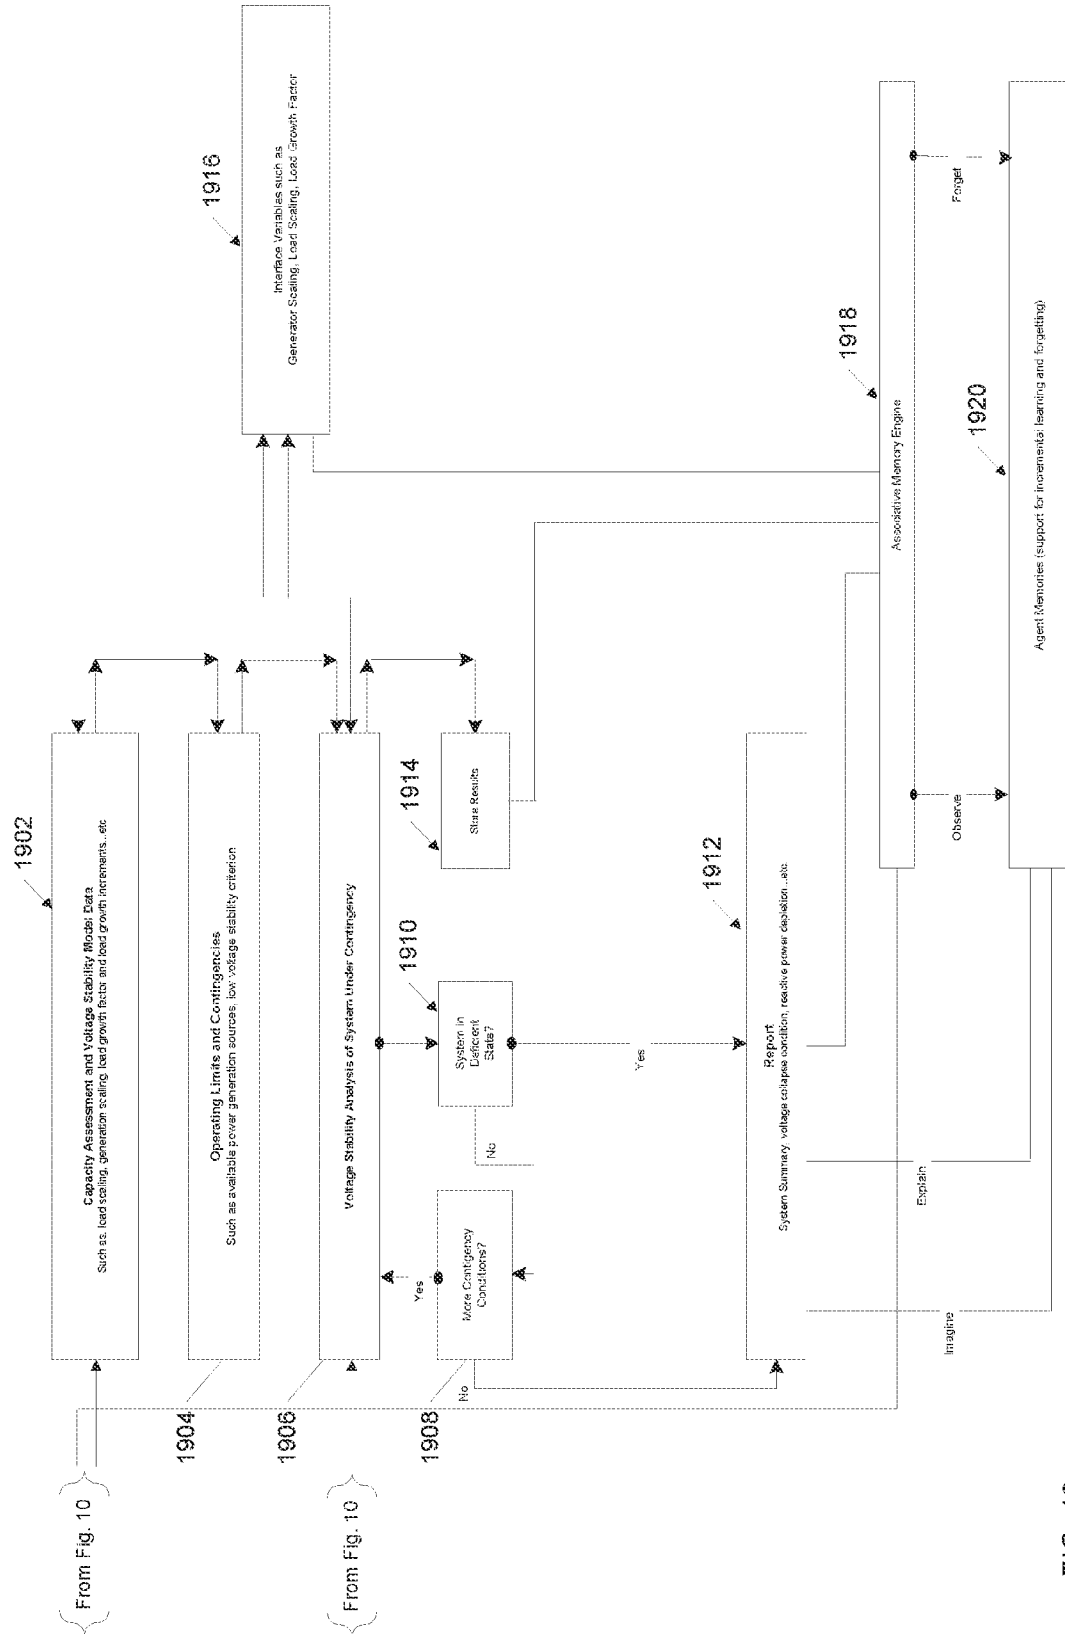 From Fig. 10
1902
Capacity Assessment and Voltage Stability Model Data
Such as, load scaling, generation scaling, load growth factor and load growth increments...etc
1904
Operating Limits and Contingencies
Such as available power generation sources, low voltage stability criterion
From Fig. 10
1906
Voltage Stability Analysis of System Under Contingency
1916
Interface Variables such as
Generator Scaling, Load Scaling, Load Growth Factor
1908
Yes
More Contigency
Conditions?
No
1910
System in
Deficient
State?
No
Yes
1914
Store Results
1912
Report
System Summary, voltage collapse condition, reactive power depletion...etc
1918
Associative Memory Engine
Explain
Imagine
Observe
Forget
1920
Agent Memories (support for incremental learning and forgetting)